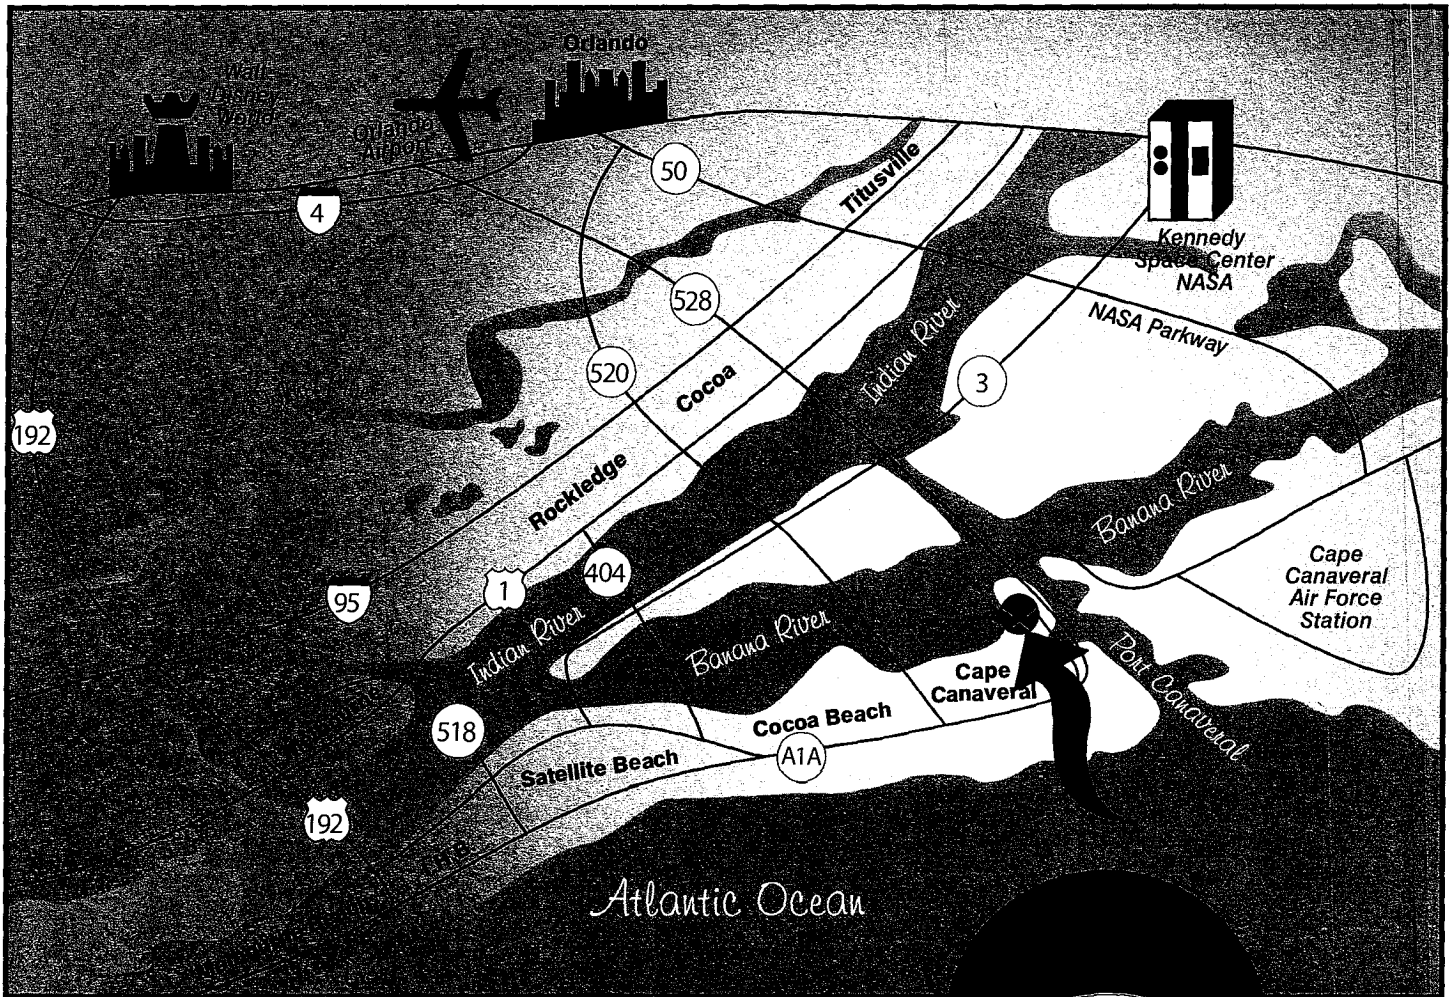 Orlando
Walt
Disney
World
Orlando
Airport
50
4
Titusville
Kennedy
Space Center
NASA
528
Indian River
NASA Parkway
520
3
Cocoa
192
Rockledge
Banana River
404
1
95
Cape
Canaveral
Air Force
Station
Indian River
Banana River
Port Canaveral
Cape
Canaveral
518
Cocoa Beach
A1A
Satellite Beach
192
Atlantic Ocean